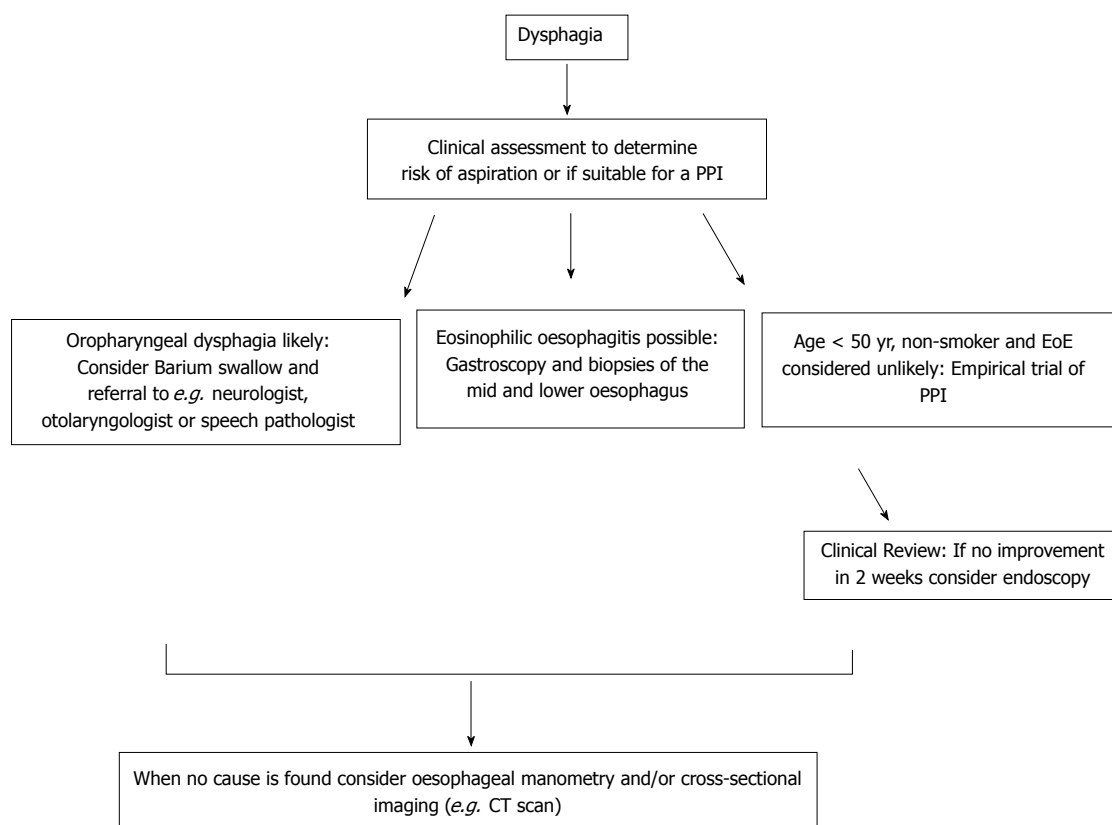 Dysphagia
Clinical assessment to determine
risk of aspiration or if suitable for a PPI
Oropharyngeal dysphagia likely:
Consider Barium swallow and
referral to e.g. neurologist,
otolaryngologist or speech pathologist
Eosinophilic oesophagitis possible:
Gastroscopy and biopsies of the
mid and lower oesophagus
Age < 50 yr, non-smoker and EoE
considered unlikely: Empirical trial of
PPI
Clinical Review: If no improvement
in 2 weeks consider endoscopy
When no cause is found consider oesophageal manometry and/or cross-sectional
imaging (e.g. CT scan)